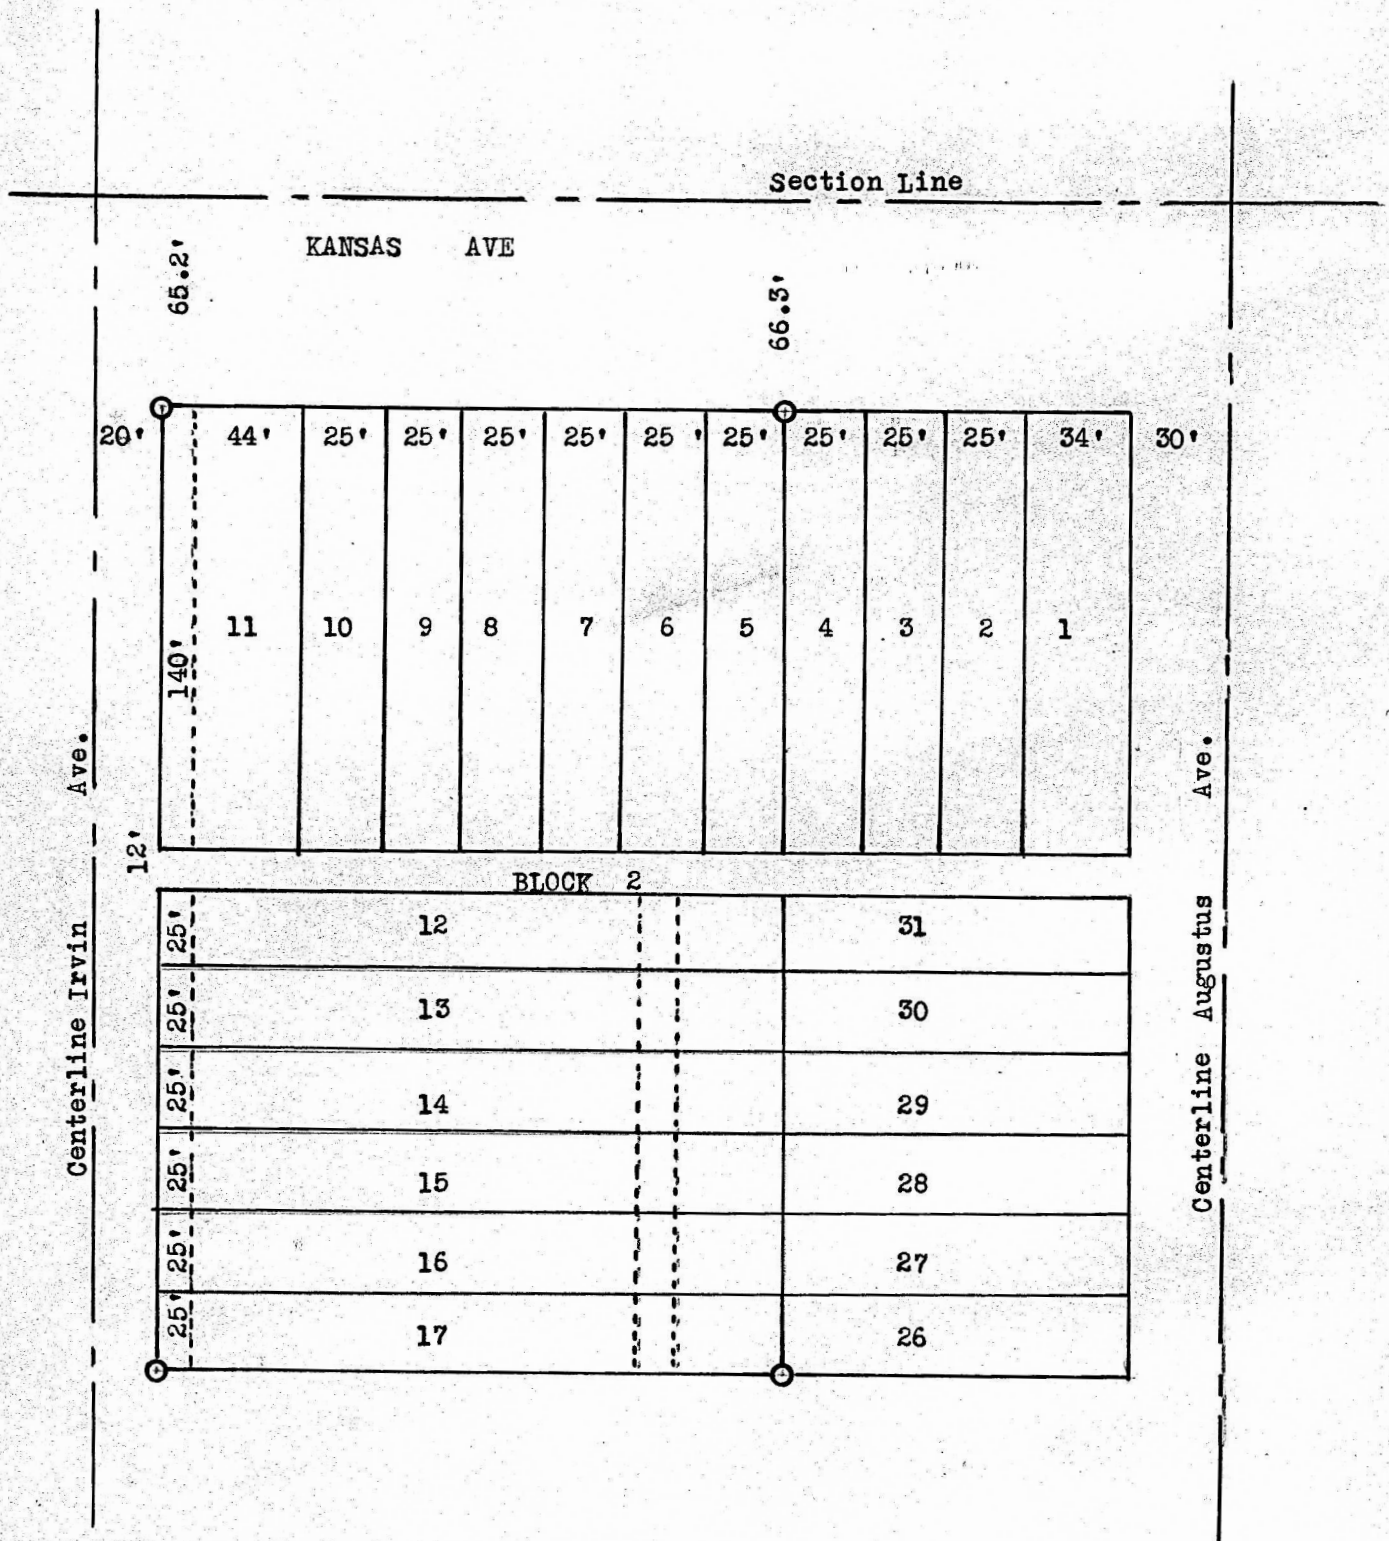 Section Line
KANSAS AVE
65.2'
66.3'
20' 44' 25' 25' 25' 25' 25 ' 25' 25' 25' 25' 34' 30'
11 10 9 8 7 6 5 4 3 2 1
140'
Centerline Irvin Ave.
Centerline Augustus Ave.
12'
BLOCK 2
25' 12 31
25' 13 30
25' 14 29
25' 15 28
25' 16 27
25' 17 26